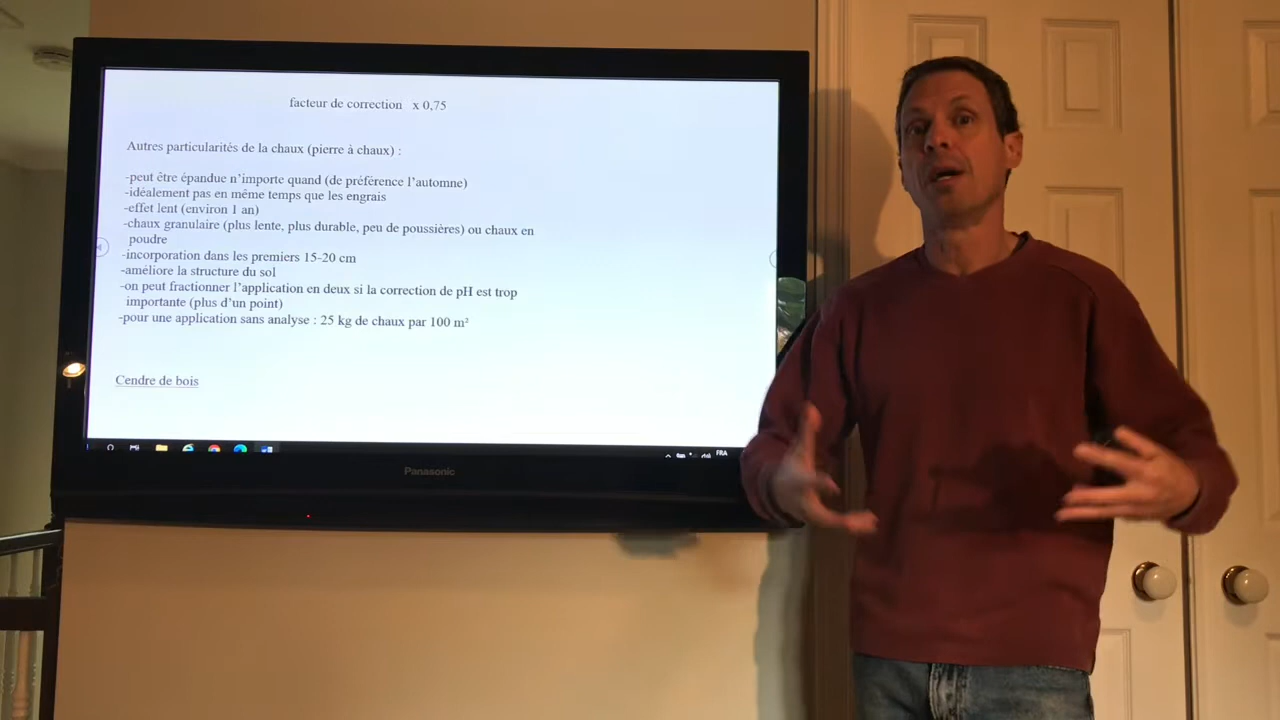 facteur de correction x 0,75
Autres particularités de la chaux (pierre à chaux) :
-peut être épandue n'importe quand (de préférence l'automne)
-idéalement pas en même temps que les engrais
-effet lent (environ 1 an)
-chaux granulaire (plus lente, plus durable, peu de poussières) ou chaux en
poudre
-incorporation dans les premiers 15-20 cm
-améliore la structure du sol
-on peut fractionner l'application en deux si la correction de pH est trop
importante (plus d'un point)
-pour une application sans analyse : 25 kg de chaux par 100 m²
Cendre de bois
FRA
Panasonic